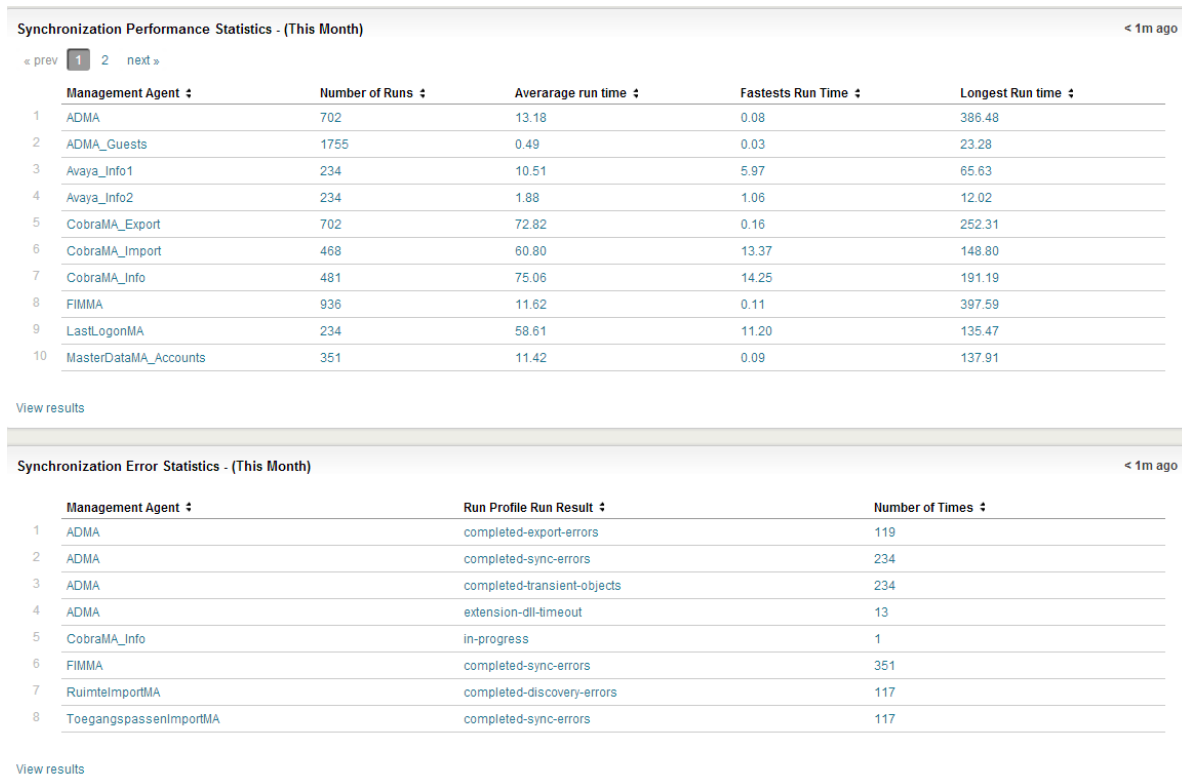 Synchronization Performance Statistics - (This Month) < 1m ago
« prev 1 2 next »
Management Agent Number of Runs Averarage run time Fastests Run Time Longest Run time
1 ADMA 702 13.18 0.08 386.48
2 ADMA_Guests 1755 0.49 0.03 23.28
3 Avaya_Info1 234 10.51 5.97 65.63
4 Avaya_Info2 234 1.88 1.06 12.02
5 CobraMA_Export 702 72.82 0.16 252.31
6 CobraMA_Import 468 60.80 13.37 148.80
7 CobraMA_Info 481 75.06 14.25 191.19
8 FIMMA 936 11.62 0.11 397.59
9 LastLogonMA 234 58.61 11.20 135.47
10 MasterDataMA_Accounts 351 11.42 0.09 137.91
View results
Synchronization Error Statistics - (This Month) < 1m ago
Management Agent Run Profile Run Result Number of Times
1 ADMA completed-export-errors 119
2 ADMA completed-sync-errors 234
3 ADMA completed-transient-objects 234
4 ADMA extension-dll-timeout 13
5 CobraMA_Info in-progress 1
6 FIMMA completed-sync-errors 351
7 RuimteImportMA completed-discovery-errors 117
8 ToegangspassenImportMA completed-sync-errors 117
View results